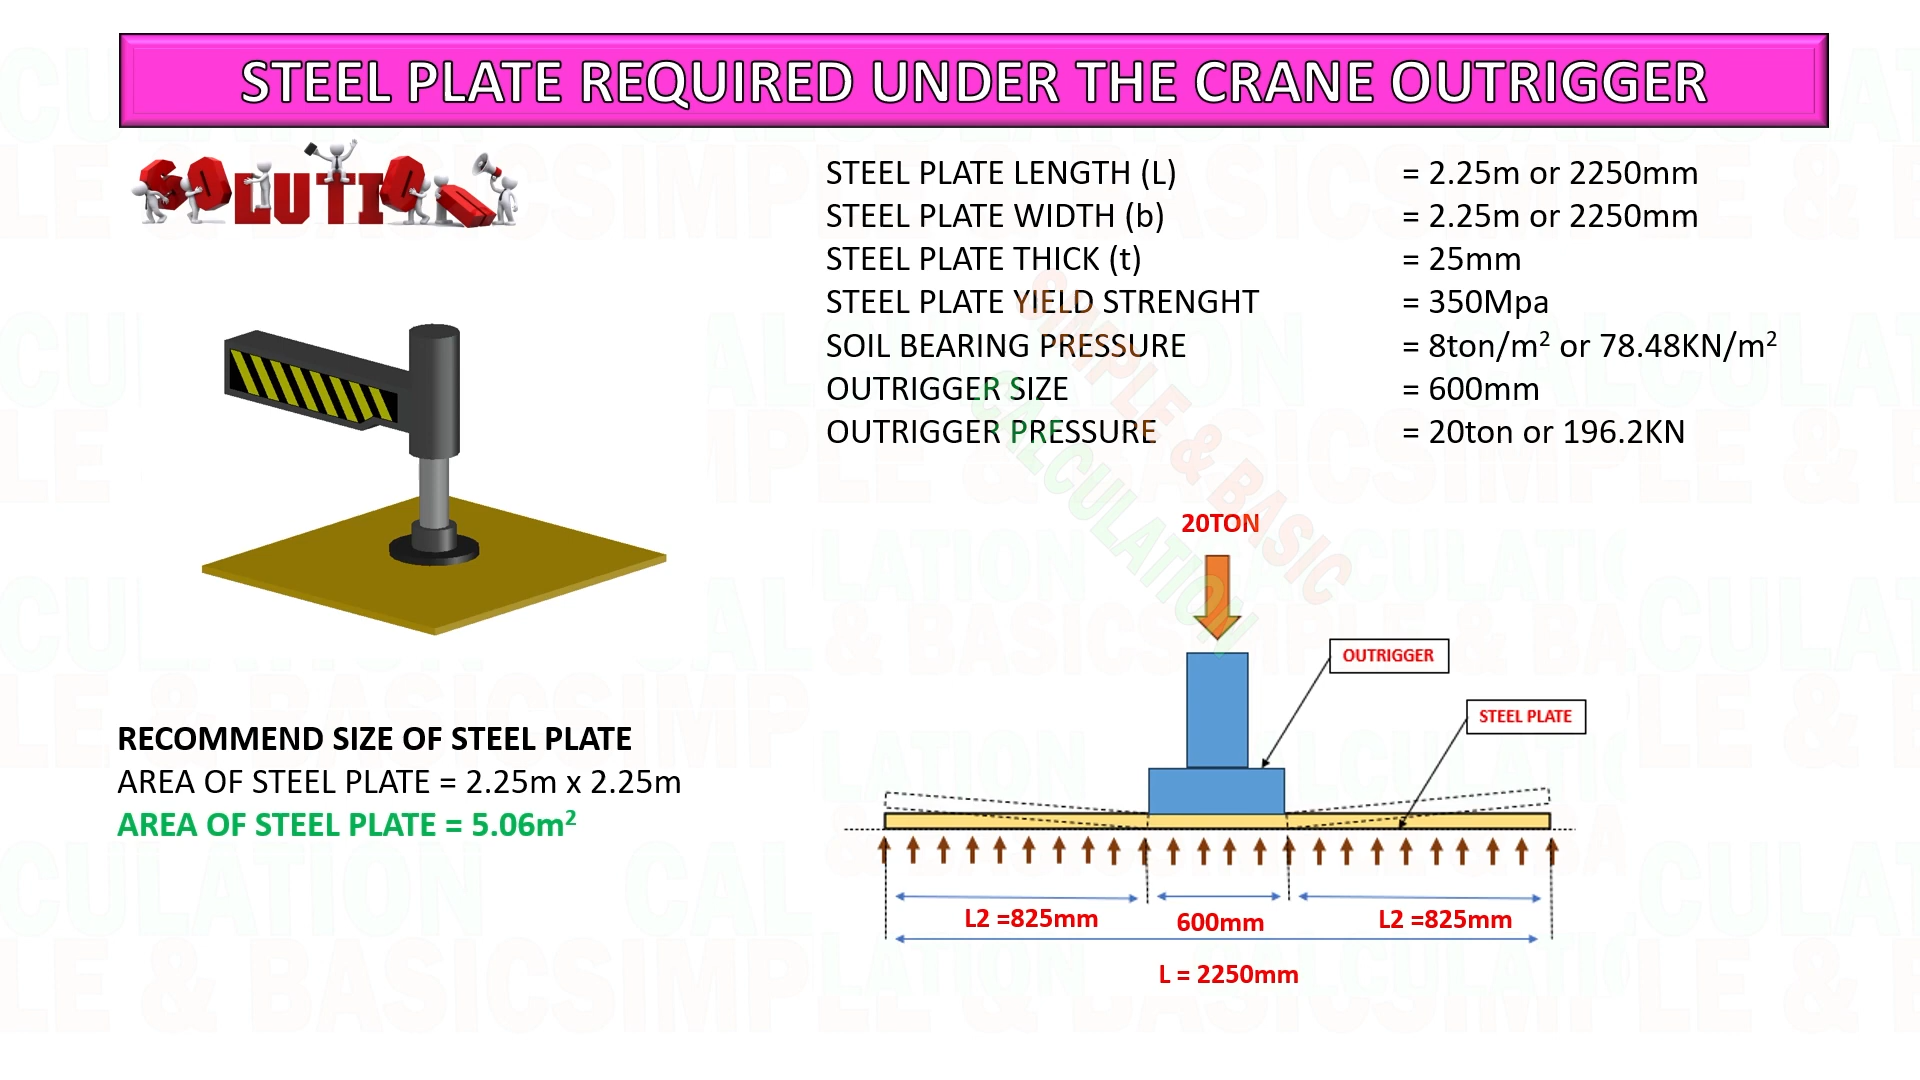 STEEL PLATE REQUIRED UNDER THE CRANE OUTRIGGER
SOLUTION
STEEL PLATE LENGTH (L) = 2.25m or 2250mm
STEEL PLATE WIDTH (b) = 2.25m or 2250mm
STEEL PLATE THICK (t) = 25mm
STEEL PLATE YIELD STRENGHT = 350Mpa
SOIL BEARING PRESSURE = 8ton/m² or 78.48KN/m²
OUTRIGGER SIZE = 600mm
OUTRIGGER PRESSURE = 20ton or 196.2KN
SIMPLE & BASIC
CALCULATION
20TON
OUTRIGGER
STEEL PLATE
RECOMMEND SIZE OF STEEL PLATE
AREA OF STEEL PLATE = 2.25m x 2.25m
AREA OF STEEL PLATE = 5.06m²
L2 =825mm
600mm
L2 =825mm
L = 2250mm